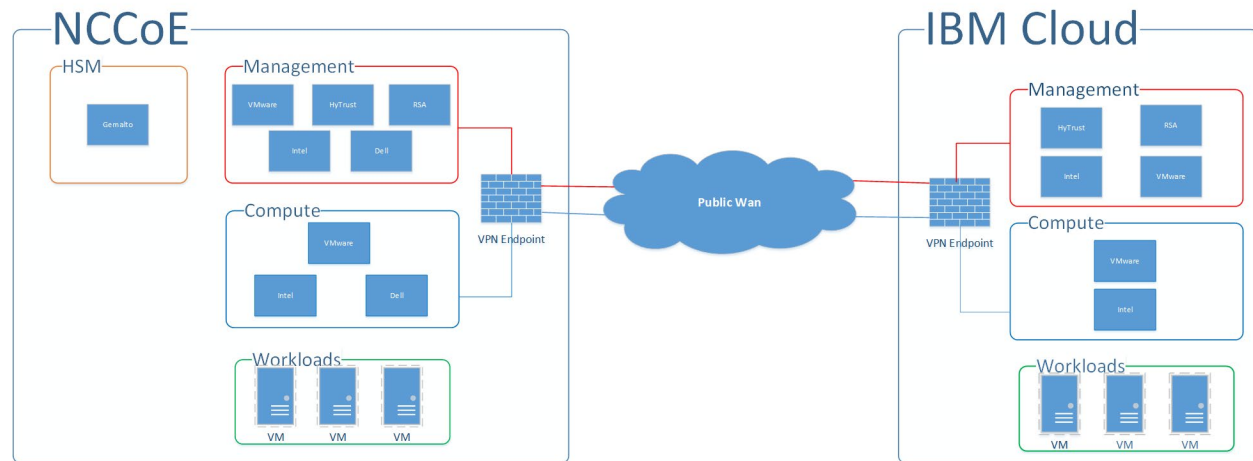 NCCoE
HSM
Gemalto
Management
VMware
HyTrust
RSA
Intel
Dell
Compute
VMware
Intel
Dell
Workloads
VM
VM
VM
VPN Endpoint
Public Wan
IBM Cloud
VPN Endpoint
Management
HyTrust
RSA
Intel
VMware
Compute
VMware
Intel
Workloads
VM
VM
VM